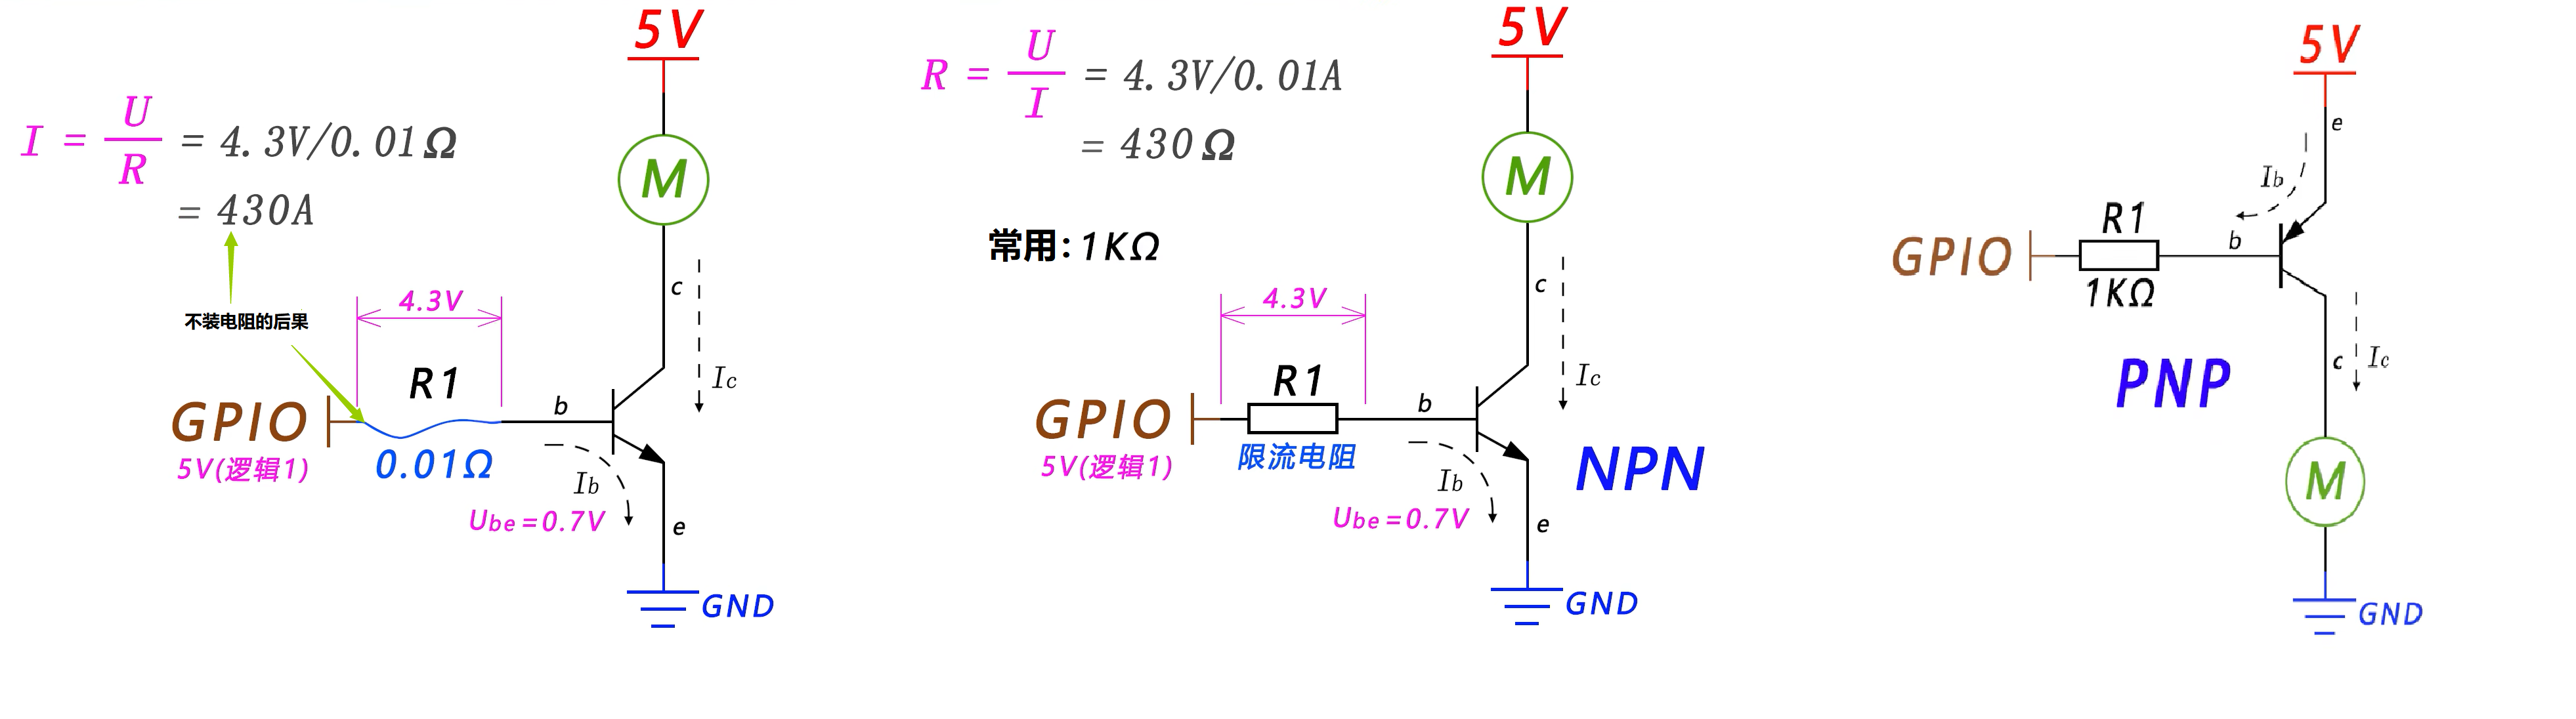 5V
I = U/R = 4.3V/0.01Ω
= 430A
不装电阻的后果
M
c
4.3V
R1
Ic
b
GPIO
5V(逻辑1)
0.01Ω
Ib
Ube=0.7V
e
GND
5V
R = U/I = 4.3V/0.01A
= 430Ω
M
常用:1KΩ
c
4.3V
R1
Ic
b
GPIO
5V(逻辑1)
限流电阻
Ib
NPN
Ube=0.7V
e
GND
5V
e
Ib
R1
b
GPIO
1KΩ
c
Ic
PNP
M
GND